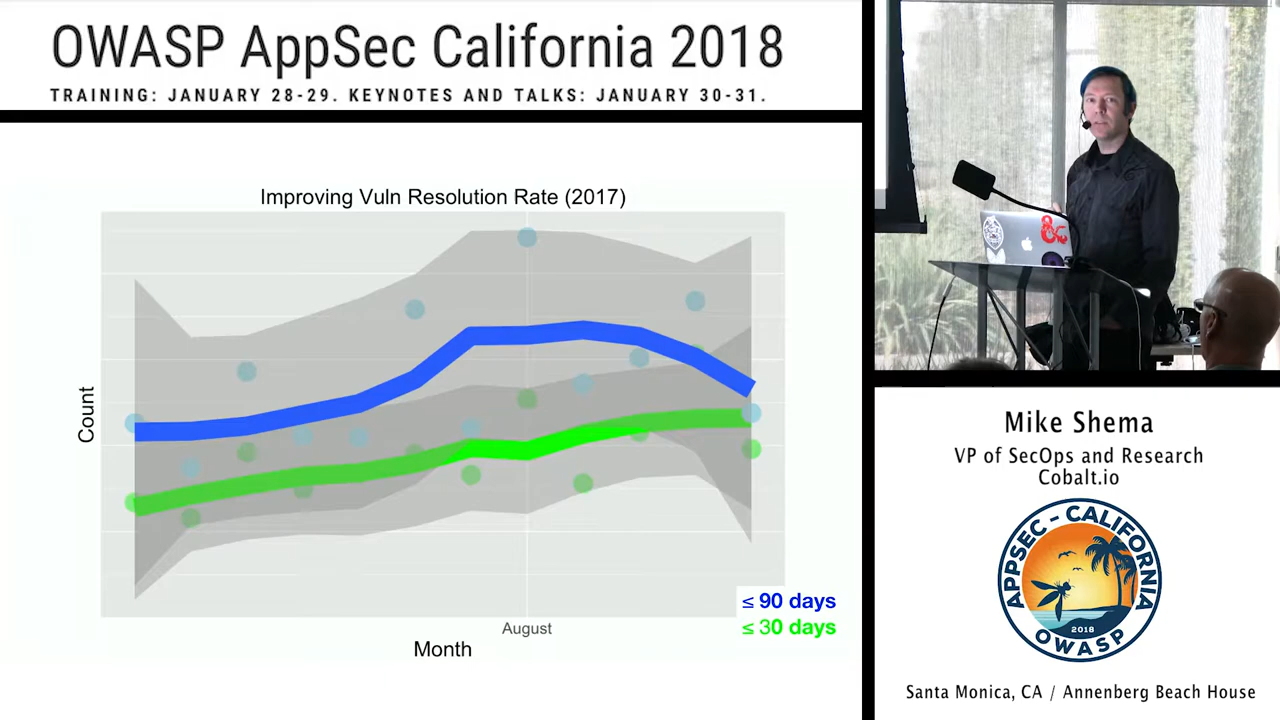 OWASP AppSec California 2018
TRAINING: JANUARY 28-29. KEYNOTES AND TALKS: JANUARY 30-31.
Improving Vuln Resolution Rate (2017)
Count
August
Month
≤ 90 days
≤ 30 days
Mike Shema
VP of SecOps and Research
Cobalt.io
APPSEC - CALIFORNIA
2018
OWASP
Santa Monica, CA / Annenberg Beach House